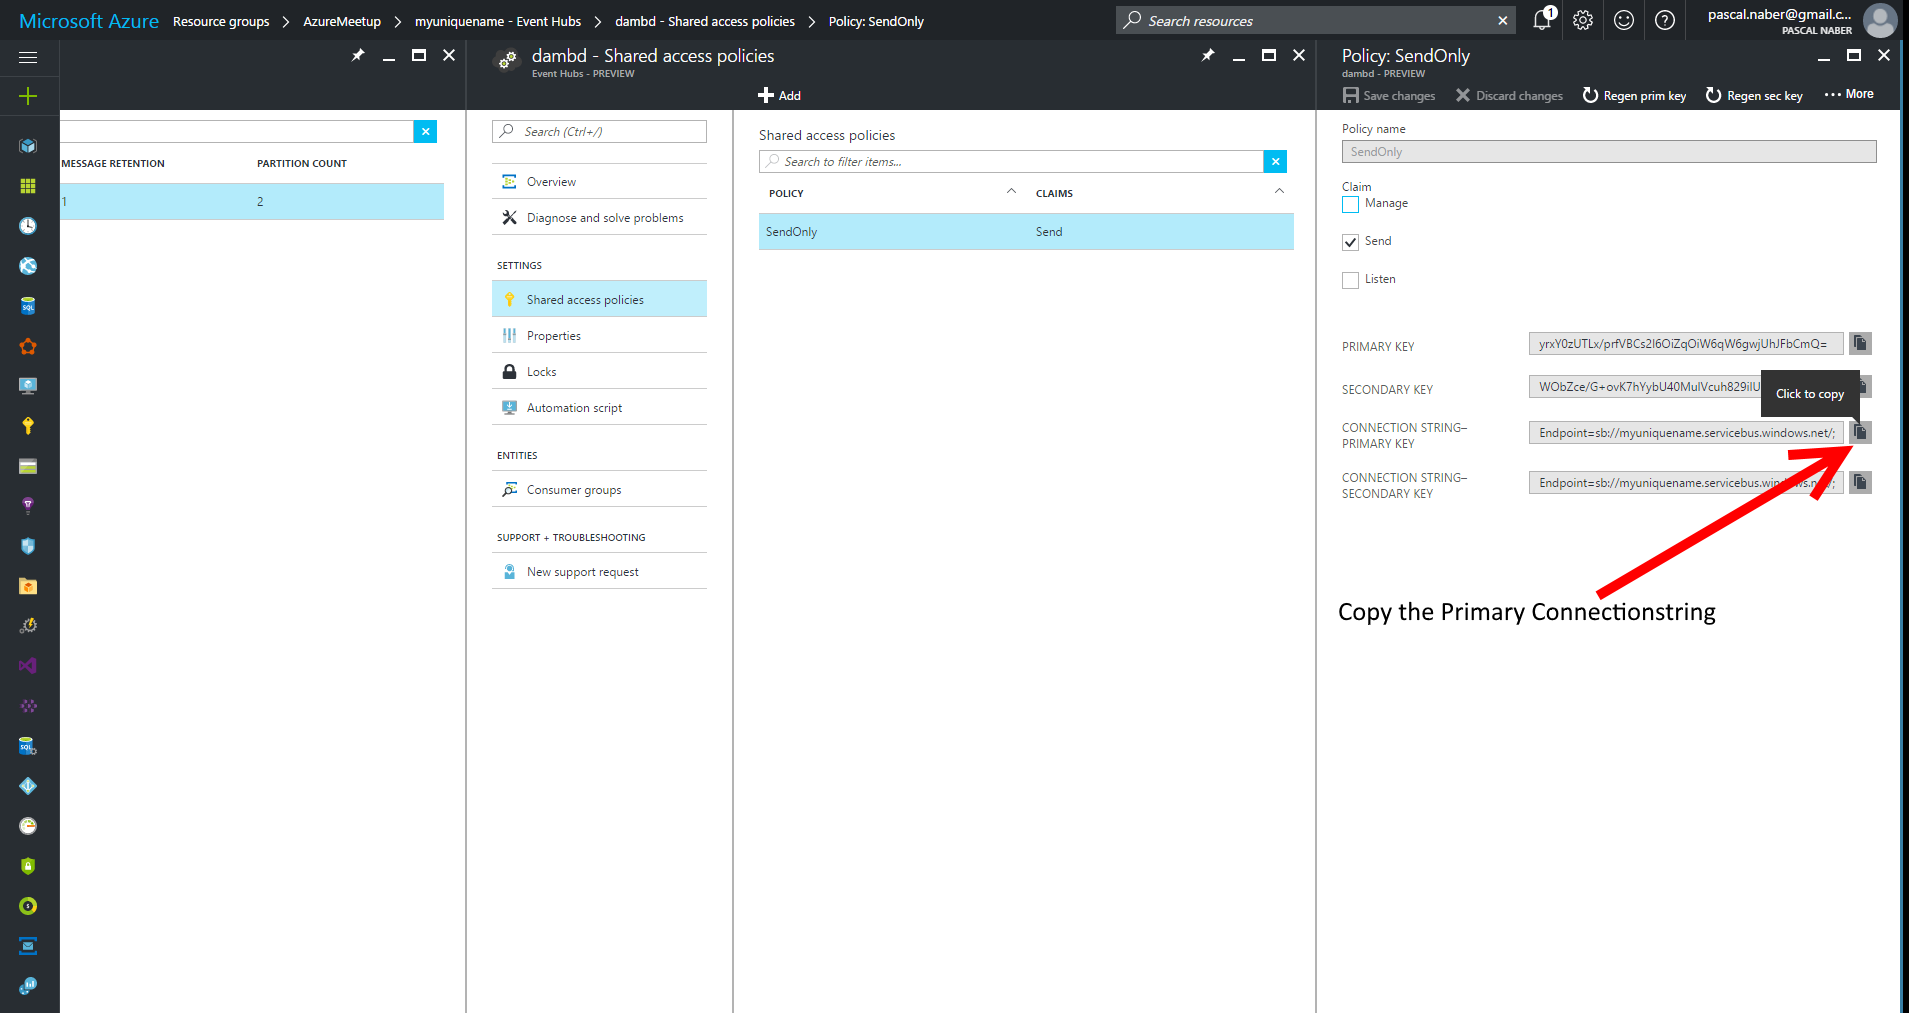 Microsoft Azure Resource groups > AzureMeetup > myuniquename - Event Hubs > dambd - Shared access policies > Policy: SendOnly
Search resources
1
pascal.naber@gmail.c...
PASCAL NABER
MESSAGE RETENTION PARTITION COUNT
1 2
dambd - Shared access policies
Event Hubs - PREVIEW
Add
Search (Ctrl+/)
Overview
Diagnose and solve problems
SETTINGS
Shared access policies
Properties
Locks
Automation script
ENTITIES
Consumer groups
SUPPORT + TROUBLESHOOTING
New support request
Shared access policies
Search to filter items...
POLICY CLAIMS
SendOnly Send
Policy: SendOnly
dambd - PREVIEW
Save changes Discard changes Regen prim key Regen sec key ... More
Policy name
SendOnly
Claim
Manage
Send
Listen
PRIMARY KEY yrxY0zUTLx/prfVBCs2I6OiZqOiW6qW6gwjUhJFbCmQ=
SECONDARY KEY WObZce/G+ovK7hYybU40MulVcuh829ilU
Click to copy
CONNECTION STRING–
PRIMARY KEY
Endpoint=sb://myuniquename.servicebus.windows.net/;
CONNECTION STRING–
SECONDARY KEY
Endpoint=sb://myuniquename.servicebus.windows.net/;
Copy the Primary Connectionstring